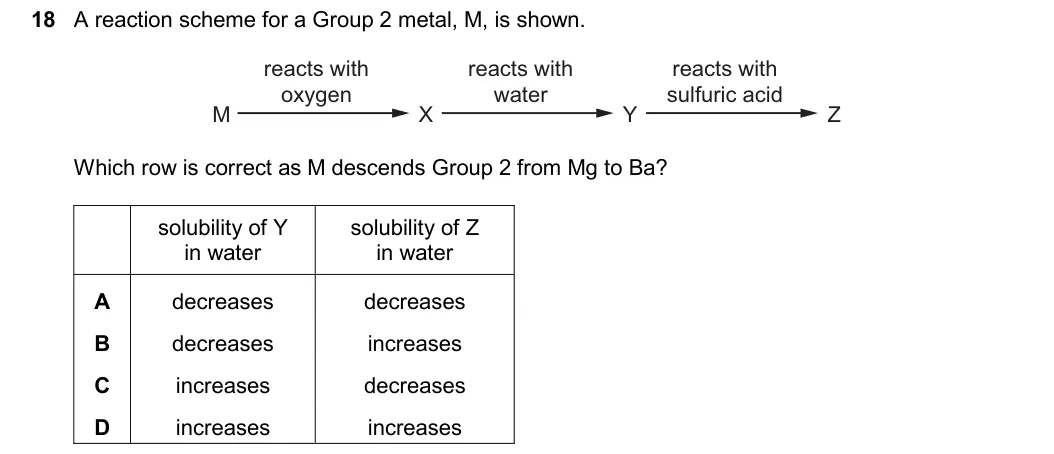 18 A reaction scheme for a Group 2 metal, M, is shown.
reacts with reacts with reacts with
oxygen water sulfuric acid
M X Y Z
Which row is correct as M descends Group 2 from Mg to Ba?
solubility of Y solubility of Z
in water in water
A decreases decreases
B decreases increases
C increases decreases
D increases increases